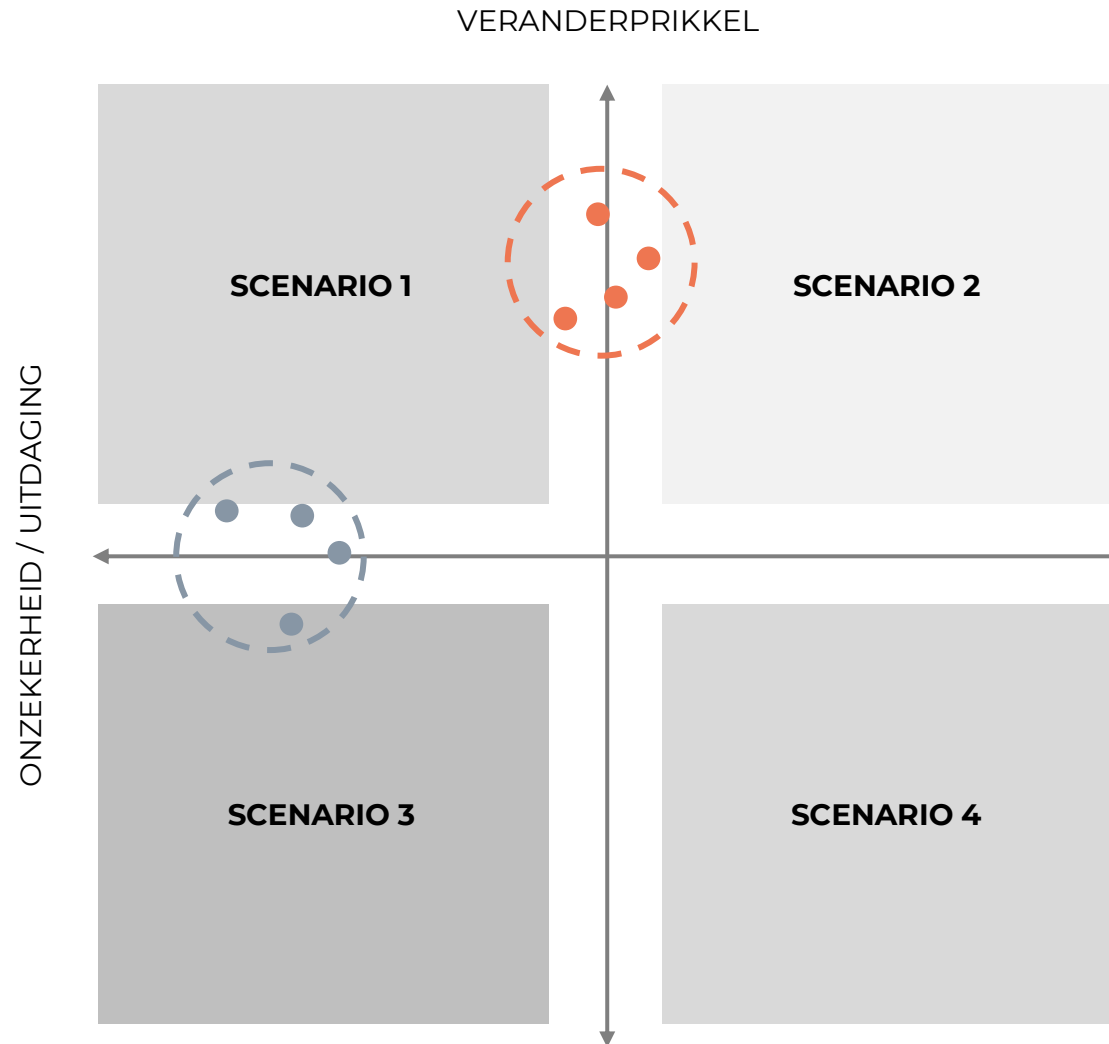 VERANDERPRIKKEL
SCENARIO 1
SCENARIO 2
ONZEKERHEID / UITDAGING
SCENARIO 3
SCENARIO 4